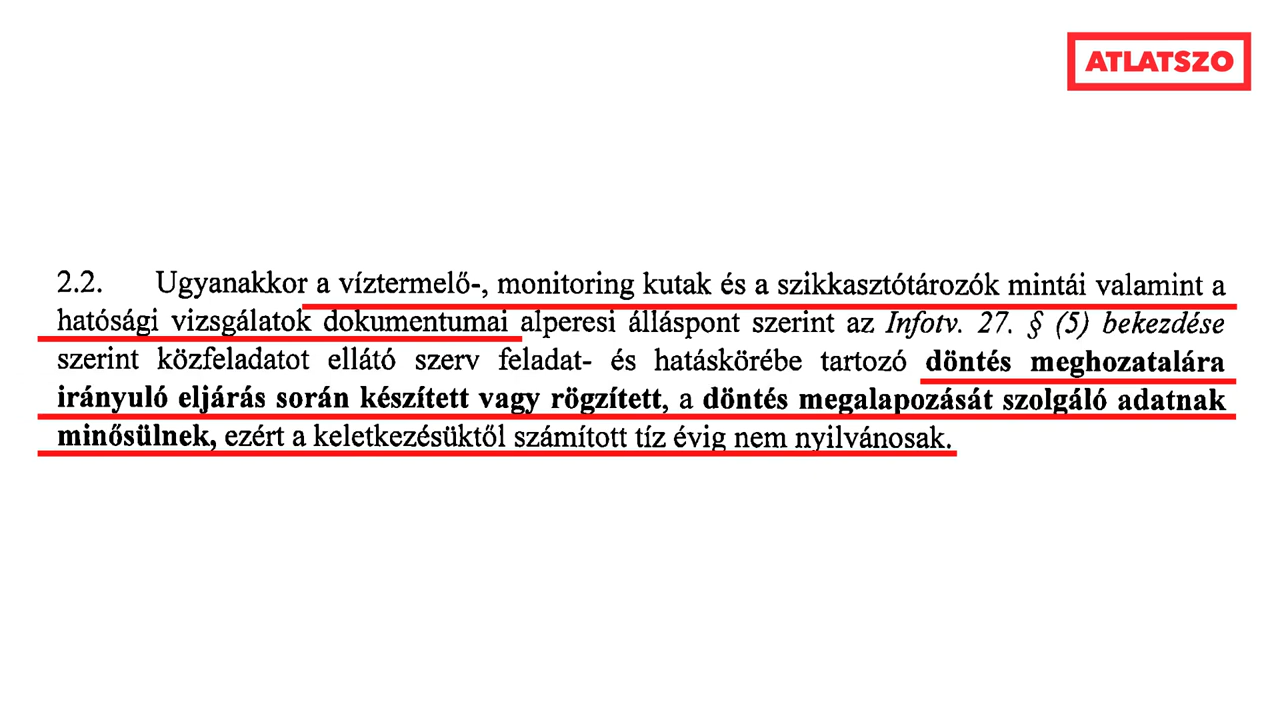 ATLATSZO
2.2. Ugyanakkor a víztermelő-, monitoring kutak és a szikkasztótározók mintái valamint a
hatósági vizsgálatok dokumentumai alperesi álláspont szerint az Infotv. 27. § (5) bekezdése
szerint közfeladatot ellátó szerv feladat- és hatáskörébe tartozó döntés meghozatalára
irányuló eljárás során készített vagy rögzített, a döntés megalapozását szolgáló adatnak
minősülnek, ezért a keletkezésüktől számított tíz évig nem nyilvánosak.